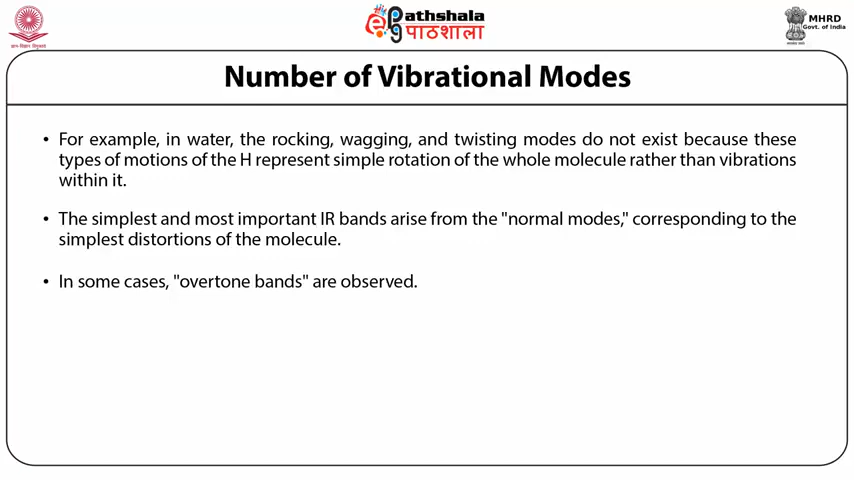 ePathshala
पाठशाला
MHRD
Govt. of India
Number of Vibrational Modes
• For example, in water, the rocking, wagging, and twisting modes do not exist because these
types of motions of the H represent simple rotation of the whole molecule rather than vibrations
within it.
• The simplest and most important IR bands arise from the "normal modes," corresponding to the
simplest distortions of the molecule.
• In some cases, "overtone bands" are observed.